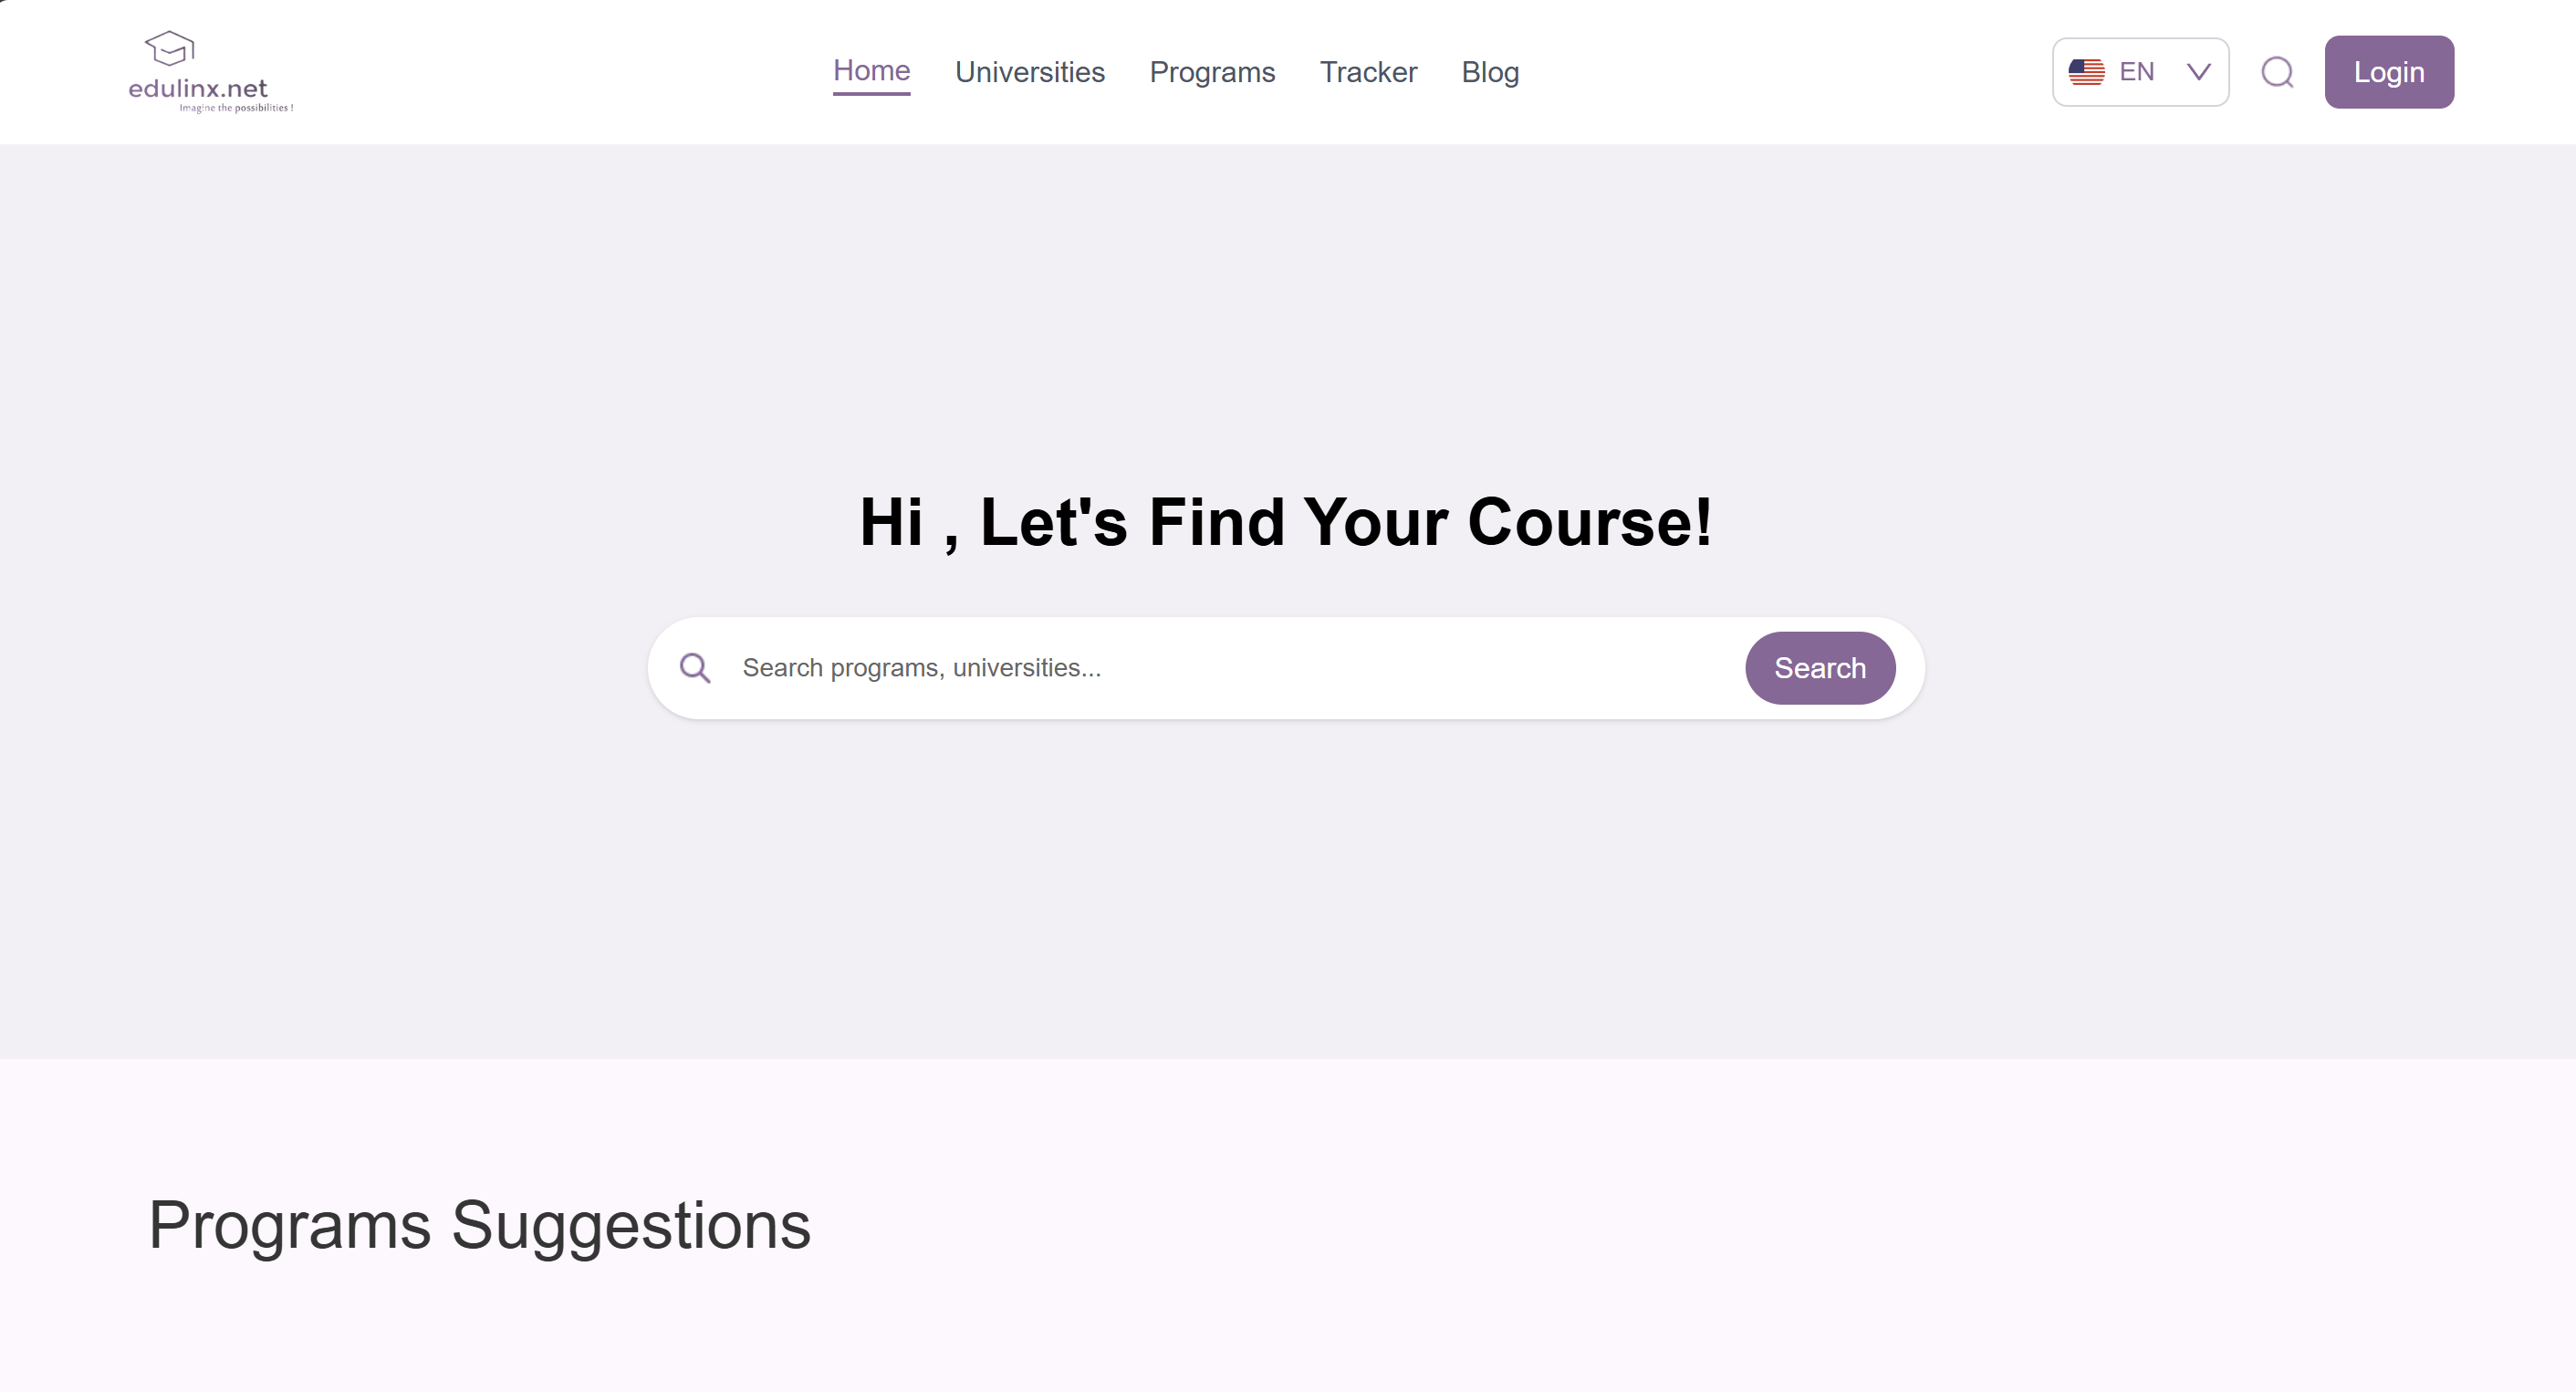 edulinx.net
Imagine the possibilities !
Home Universities Programs Tracker Blog
EN
Login
Hi , Let's Find Your Course!
Search programs, universities...
Search
Programs Suggestions